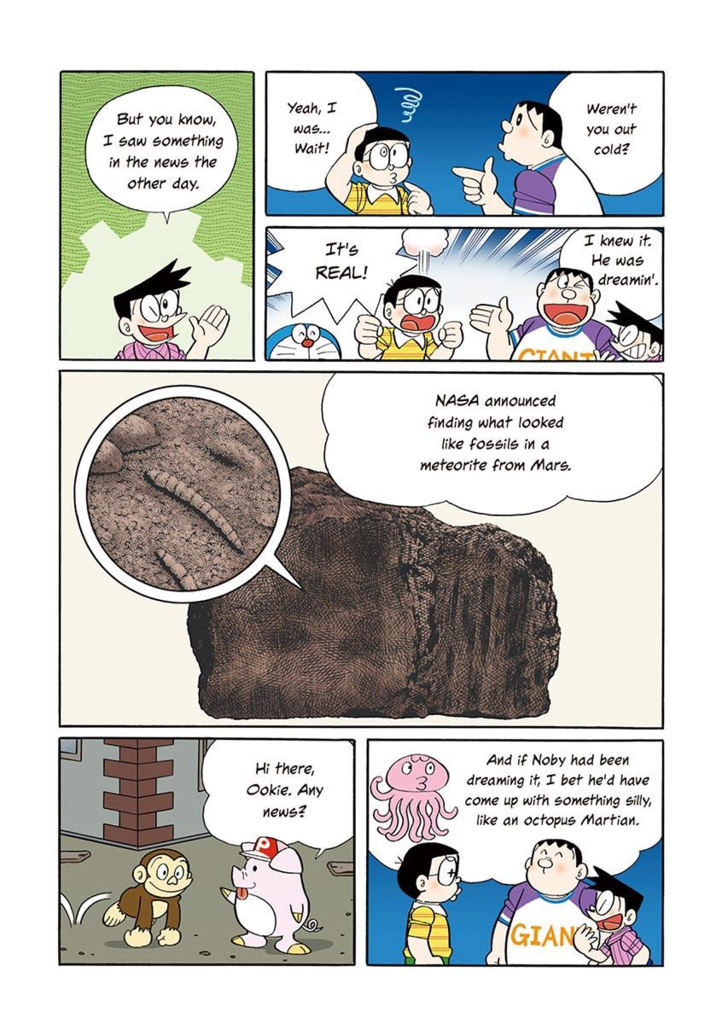 Weren't
you out
cold?
Yeah, I
was...
Wait!
I knew it.
He was
dreamin'.
GIANT
It's
REAL!
But you know,
I saw something
in the news the
other day.
NASA announced
finding what looked
like fossils in a
meteorite from Mars.
And if Noby had been
dreaming it, I bet he'd have
come up with something silly,
like an octopus Martian.
GIAN
Hi there,
Ookie. Any
news?
P